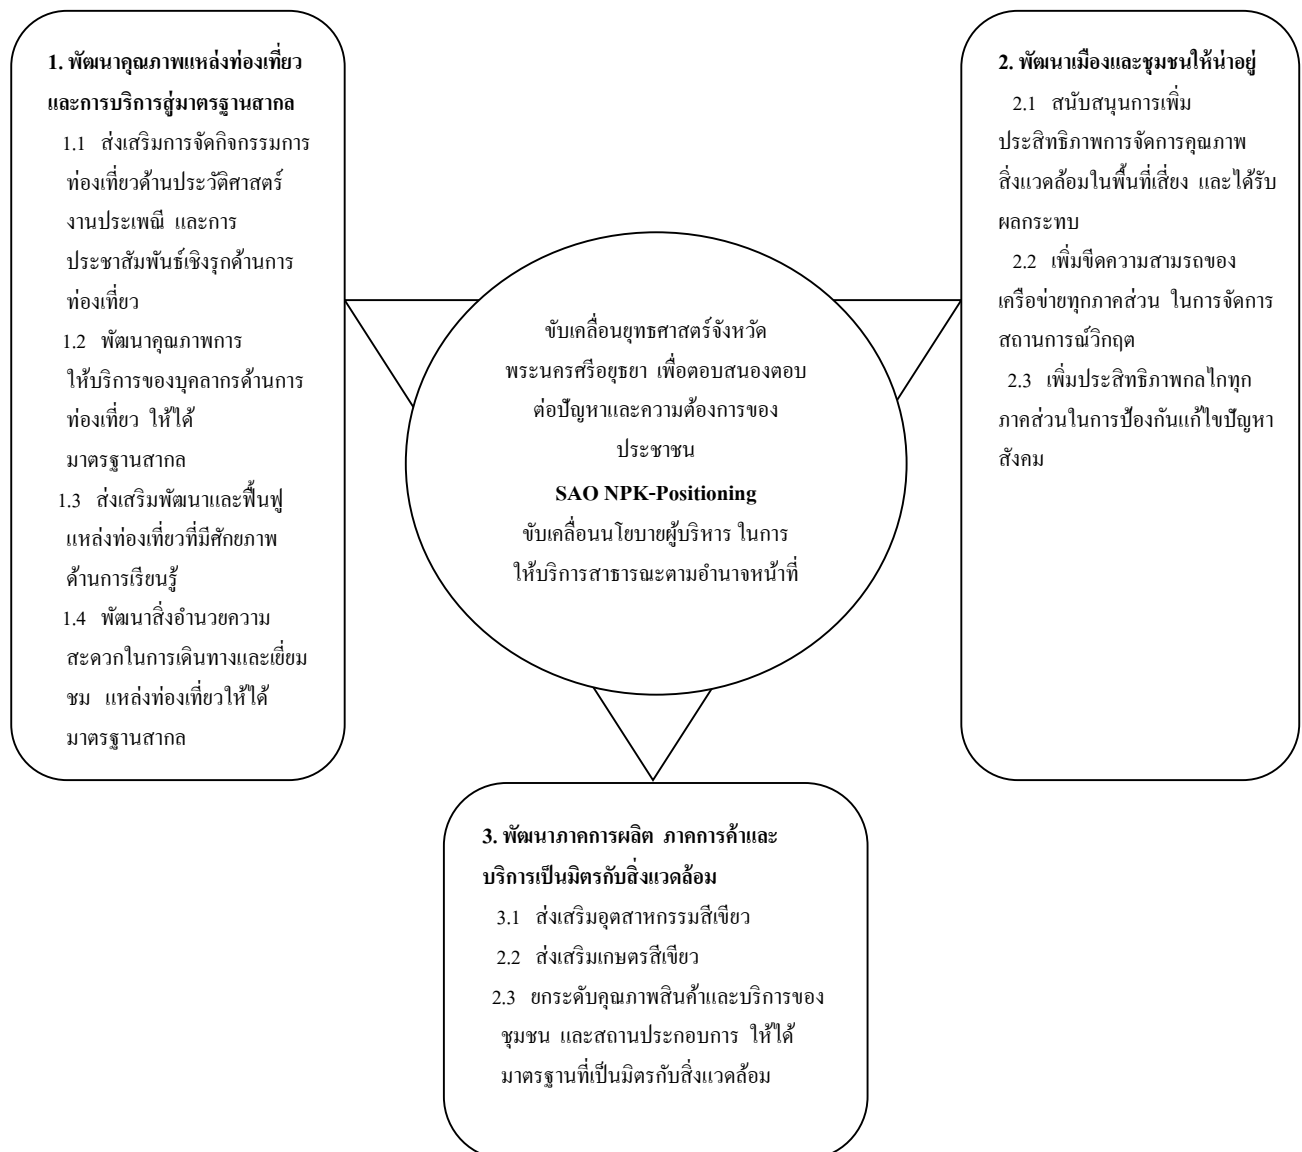 1. พัฒนาคุณภาพแหล่งท่องเที่ยว
และการบริการสู่มาตรฐานสากล
1.1 ส่งเสริมการจัดกิจกรรมการ
ท่องเที่ยวด้านประวัติศาสตร์
งานประเพณี และการ
ประชาสัมพันธ์เชิงรุกด้านการ
ท่องเที่ยว
1.2 พัฒนาคุณภาพการ
ให้บริการของบุคลากรด้านการ
ท่องเที่ยว ให้ได้
มาตรฐานสากล
1.3 ส่งเสริมพัฒนาและฟื้นฟู
แหล่งท่องเที่ยวที่มีศักยภาพ
ด้านการเรียนรู้
1.4 พัฒนาสิ่งอำนวยความ
สะดวกในการเดินทางและเยี่ยม
ชม แหล่งท่องเที่ยวให้ได้
มาตรฐานสากล
2. พัฒนาเมืองและชุมชนให้น่าอยู่
2.1 สนับสนุนการเพิ่ม
ประสิทธิภาพการจัดการคุณภาพ
สิ่งแวดล้อมในพื้นที่เสี่ยง และได้รับ
ผลกระทบ
2.2 เพิ่มขีดความสามรถของ
เครือข่ายทุกภาคส่วน ในการจัดการ
สถานการณ์วิกฤต
2.3 เพิ่มประสิทธิภาพกลไกทุก
ภาคส่วนในการป้องกันแก้ไขปัญหา
สังคม
ขับเคลื่อนยุทธศาสตร์จังหวัด
พระนครศรีอยุธยา เพื่อตอบสนองตอบ
ต่อปัญหาและความต้องการของ
ประชาชน
SAO NPK-Positioning
ขับเคลื่อนนโยบายผู้บริหาร ในการ
ให้บริการสาธารณะตามอำนาจหน้าที่
3. พัฒนาภาคการผลิต ภาคการค้าและ
บริการเป็นมิตรกับสิ่งแวดล้อม
3.1 ส่งเสริมอุตสาหกรรมสีเขียว
2.2 ส่งเสริมเกษตรสีเขียว
2.3 ยกระดับคุณภาพสินค้าและบริการของ
ชุมชน และสถานประกอบการ ให้ได้
มาตรฐานที่เป็นมิตรกับสิ่งแวดล้อม